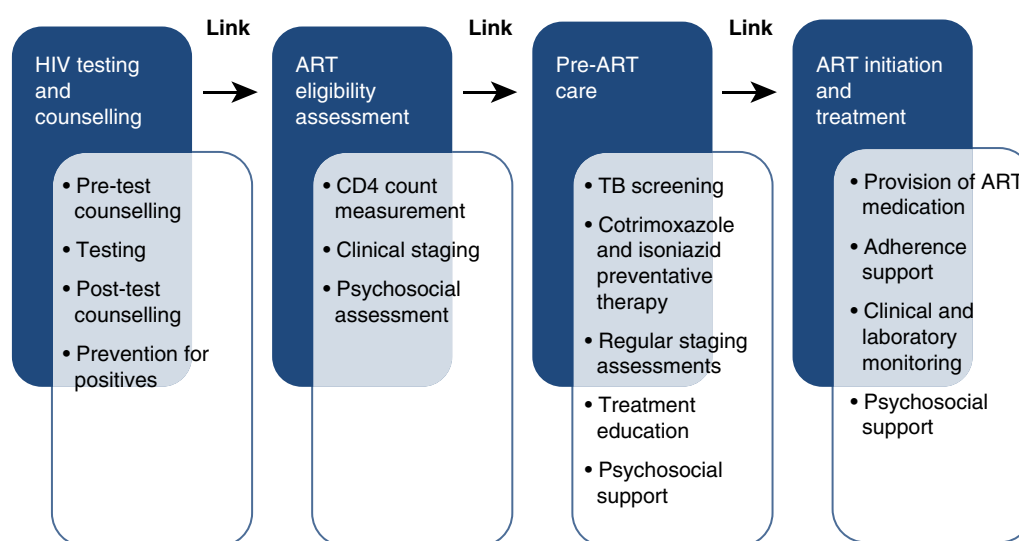 Link
Link
Link
HIV testing
and
counselling
• Pre-test
counselling
• Testing
• Post-test
counselling
• Prevention for
positives
ART
eligibility
assessment
• CD4 count
measurement
• Clinical staging
• Psychosocial
assessment
Pre-ART
care
• TB screening
• Cotrimoxazole
and isoniazid
preventative
therapy
• Regular staging
assessments
• Treatment
education
• Psychosocial
support
ART initiation
and
treatment
• Provision of ART
medication
• Adherence
support
• Clinical and
laboratory
monitoring
• Psychosocial
support